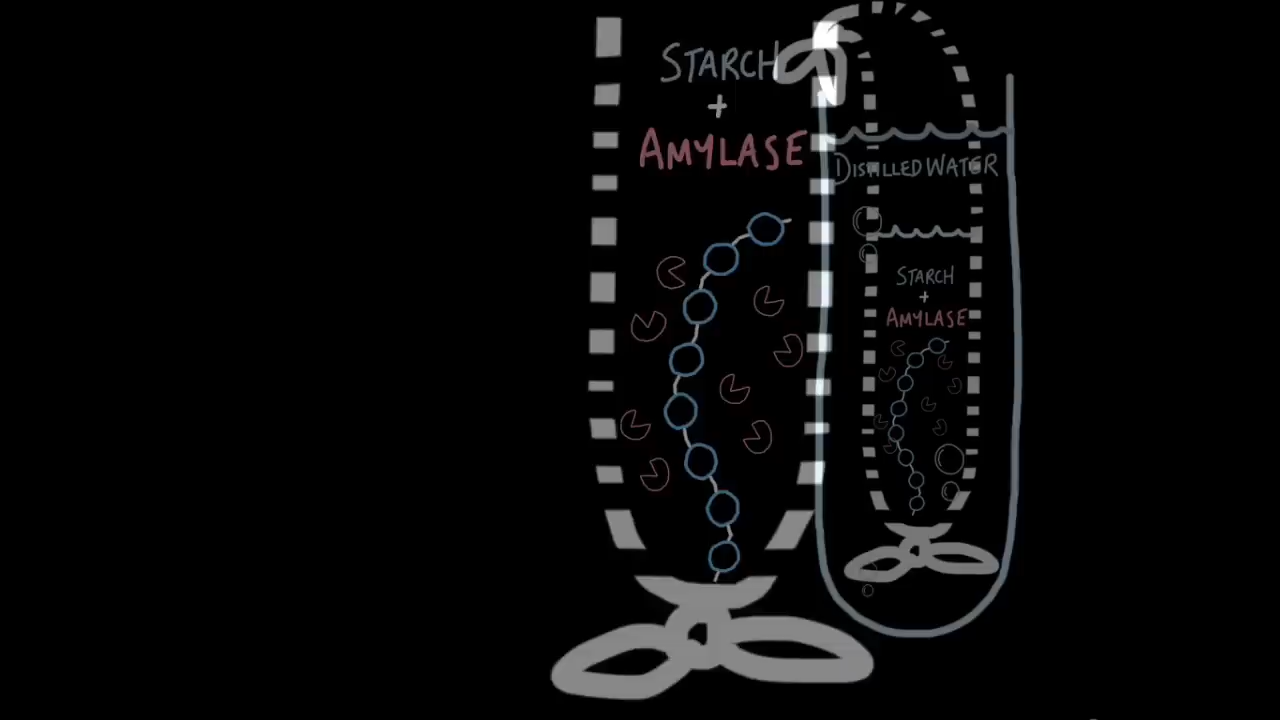 STARCH
+
AMYLASE
DISTILLED WATER
STARCH
+
AMYLASE